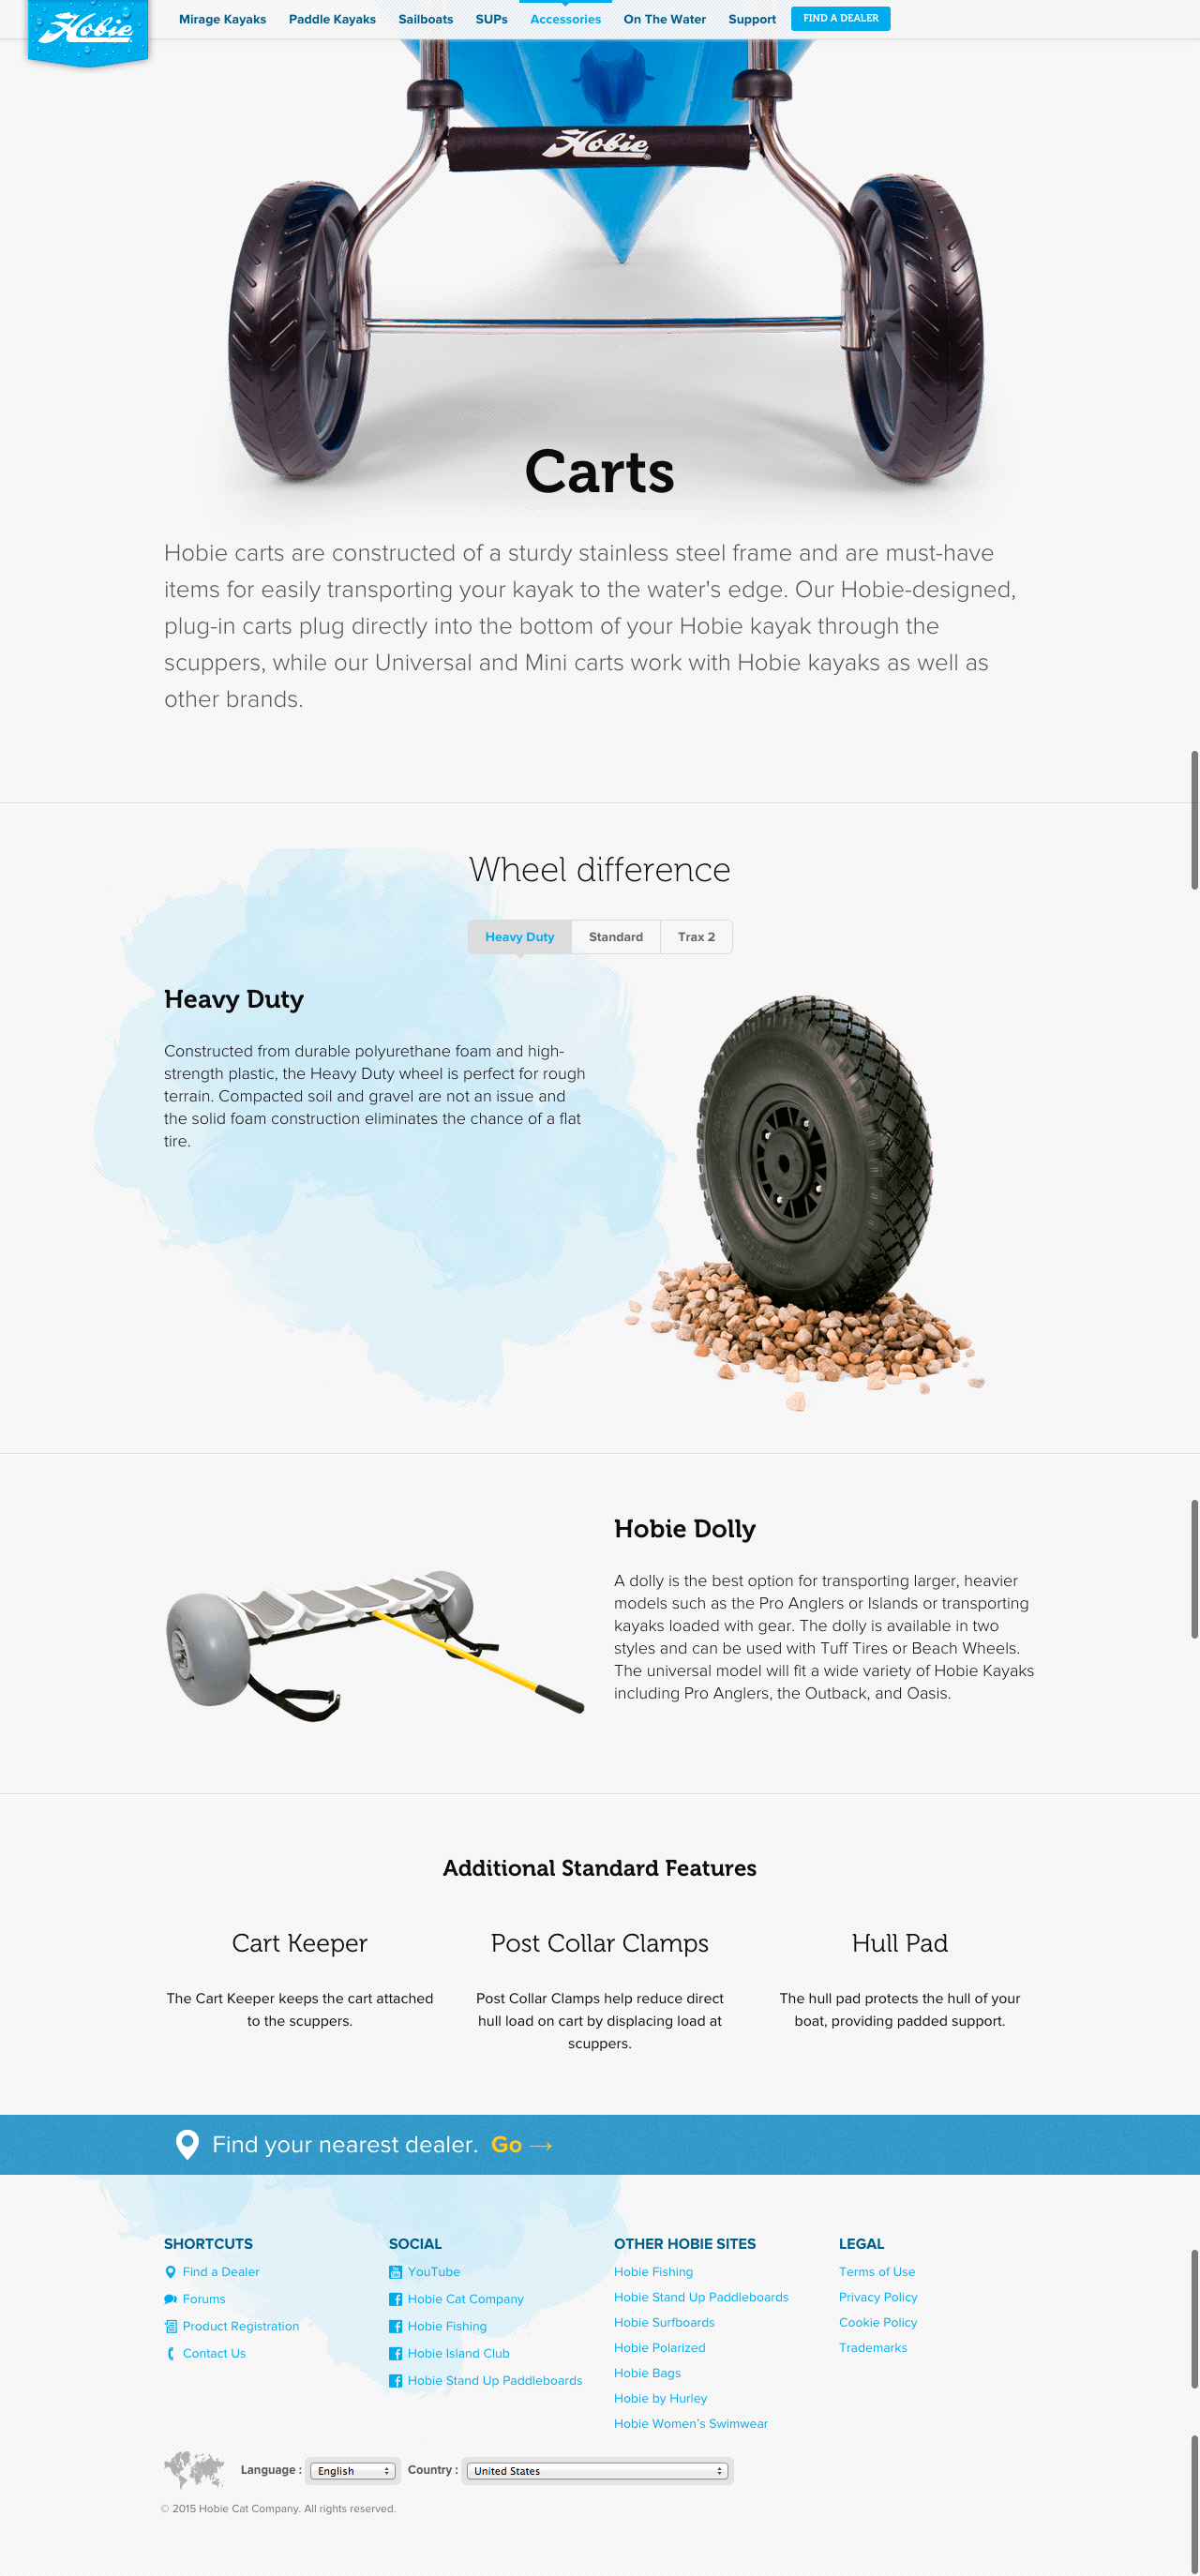 Hobie
Mirage Kayaks Paddle Kayaks Sailboats SUPs Accessories On The Water Support FIND A DEALER
Hobie®
Carts
Hobie carts are constructed of a sturdy stainless steel frame and are must-have
items for easily transporting your kayak to the water's edge. Our Hobie-designed,
plug-in carts plug directly into the bottom of your Hobie kayak through the
scuppers, while our Universal and Mini carts work with Hobie kayaks as well as
other brands.
Wheel difference
Heavy Duty Standard Trax 2
Heavy Duty
Constructed from durable polyurethane foam and high-
strength plastic, the Heavy Duty wheel is perfect for rough
terrain. Compacted soil and gravel are not an issue and
the solid foam construction eliminates the chance of a flat
tire.
Hobie Dolly
A dolly is the best option for transporting larger, heavier
models such as the Pro Anglers or Islands or transporting
kayaks loaded with gear. The dolly is available in two
styles and can be used with Tuff Tires or Beach Wheels.
The universal model will fit a wide variety of Hobie Kayaks
including Pro Anglers, the Outback, and Oasis.
Additional Standard Features
Cart Keeper
The Cart Keeper keeps the cart attached
to the scuppers.
Post Collar Clamps
Post Collar Clamps help reduce direct
hull load on cart by displacing load at
scuppers.
Hull Pad
The hull pad protects the hull of your
boat, providing padded support.
Find your nearest dealer. Go →
SHORTCUTS
Find a Dealer
Forums
Product Registration
Contact Us
SOCIAL
YouTube
Hobie Cat Company
Hobie Fishing
Hobie Island Club
Hobie Stand Up Paddleboards
OTHER HOBIE SITES
Hobie Fishing
Hobie Stand Up Paddleboards
Hobie Surfboards
Hobie Polarized
Hobie Bags
Hobie by Hurley
Hobie Women's Swimwear
LEGAL
Terms of Use
Privacy Policy
Cookie Policy
Trademarks
Language : English Country : United States
© 2015 Hobie Cat Company. All rights reserved.